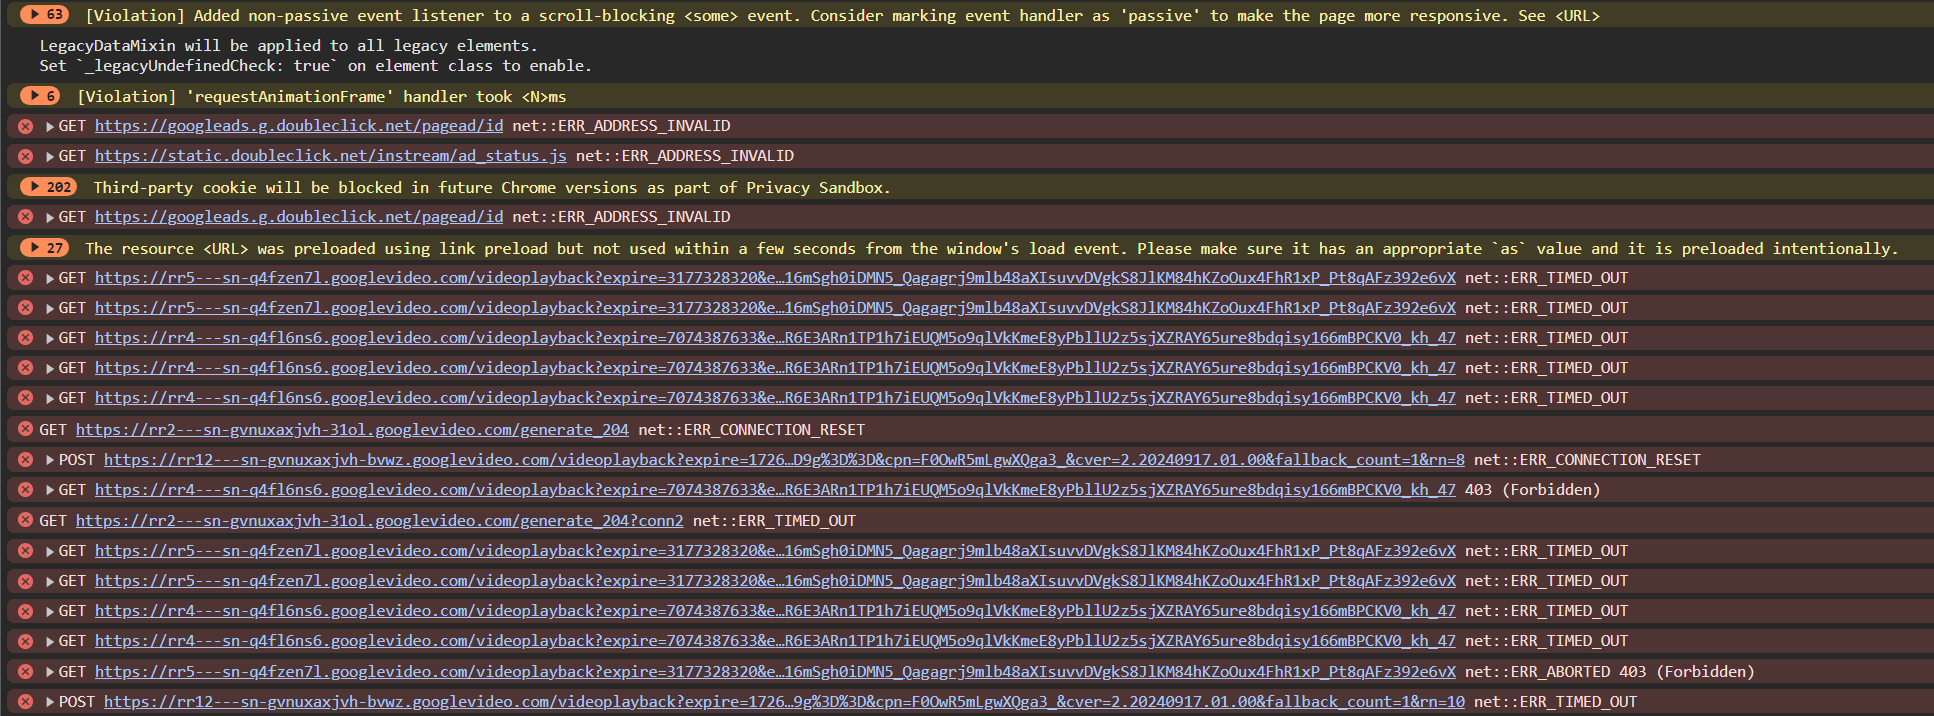 63 [Violation] Added non-passive event listener to a scroll-blocking <some> event. Consider marking event handler as 'passive' to make the page more responsive. See <URL>
LegacyDataMixin will be applied to all legacy elements.
Set `_legacyUndefinedCheck: true` on element class to enable.
6 [Violation] 'requestAnimationFrame' handler took <N>ms
GET https://googleads.g.doubleclick.net/pagead/id net::ERR_ADDRESS_INVALID
GET https://static.doubleclick.net/instream/ad_status.js net::ERR_ADDRESS_INVALID
202 Third-party cookie will be blocked in future Chrome versions as part of Privacy Sandbox.
GET https://googleads.g.doubleclick.net/pagead/id net::ERR_ADDRESS_INVALID
27 The resource <URL> was preloaded using link preload but not used within a few seconds from the window's load event. Please make sure it has an appropriate `as` value and it is preloaded intentionally.
GET https://rr5---sn-q4fzen7l.googlevideo.com/videoplayback?expire=3177328320&e…16mSgh0iDMN5_Qagagrj9mlb48aXIsuvvDVgkS8JlKM84hKZoOux4FhR1xP_Pt8qAFz392e6vX net::ERR_TIMED_OUT
GET https://rr5---sn-q4fzen7l.googlevideo.com/videoplayback?expire=3177328320&e…16mSgh0iDMN5_Qagagrj9mlb48aXIsuvvDVgkS8JlKM84hKZoOux4FhR1xP_Pt8qAFz392e6vX net::ERR_TIMED_OUT
GET https://rr4---sn-q4fl6ns6.googlevideo.com/videoplayback?expire=7074387633&e…R6E3ARn1TP1h7iEUQM5o9qlVkKmeE8yPbllU2z5sjXZRAY65ure8bdqisy166mBPCKV0_kh_47 net::ERR_TIMED_OUT
GET https://rr4---sn-q4fl6ns6.googlevideo.com/videoplayback?expire=7074387633&e…R6E3ARn1TP1h7iEUQM5o9qlVkKmeE8yPbllU2z5sjXZRAY65ure8bdqisy166mBPCKV0_kh_47 net::ERR_TIMED_OUT
GET https://rr4---sn-q4fl6ns6.googlevideo.com/videoplayback?expire=7074387633&e…R6E3ARn1TP1h7iEUQM5o9qlVkKmeE8yPbllU2z5sjXZRAY65ure8bdqisy166mBPCKV0_kh_47 net::ERR_TIMED_OUT
GET https://rr2---sn-gvnuxaxjvh-31ol.googlevideo.com/generate_204 net::ERR_CONNECTION_RESET
POST https://rr12---sn-gvnuxaxjvh-bvwz.googlevideo.com/videoplayback?expire=1726…D9g%3D%3D&cpn=F0OwR5mLgwXQga3_&cver=2.20240917.01.00&fallback_count=1&rn=8 net::ERR_CONNECTION_RESET
GET https://rr4---sn-q4fl6ns6.googlevideo.com/videoplayback?expire=7074387633&e…R6E3ARn1TP1h7iEUQM5o9qlVkKmeE8yPbllU2z5sjXZRAY65ure8bdqisy166mBPCKV0_kh_47 403 (Forbidden)
GET https://rr2---sn-gvnuxaxjvh-31ol.googlevideo.com/generate_204?conn2 net::ERR_TIMED_OUT
GET https://rr5---sn-q4fzen7l.googlevideo.com/videoplayback?expire=3177328320&e…16mSgh0iDMN5_Qagagrj9mlb48aXIsuvvDVgkS8JlKM84hKZoOux4FhR1xP_Pt8qAFz392e6vX net::ERR_TIMED_OUT
GET https://rr5---sn-q4fzen7l.googlevideo.com/videoplayback?expire=3177328320&e…16mSgh0iDMN5_Qagagrj9mlb48aXIsuvvDVgkS8JlKM84hKZoOux4FhR1xP_Pt8qAFz392e6vX net::ERR_TIMED_OUT
GET https://rr4---sn-q4fl6ns6.googlevideo.com/videoplayback?expire=7074387633&e…R6E3ARn1TP1h7iEUQM5o9qlVkKmeE8yPbllU2z5sjXZRAY65ure8bdqisy166mBPCKV0_kh_47 net::ERR_TIMED_OUT
GET https://rr4---sn-q4fl6ns6.googlevideo.com/videoplayback?expire=7074387633&e…R6E3ARn1TP1h7iEUQM5o9qlVkKmeE8yPbllU2z5sjXZRAY65ure8bdqisy166mBPCKV0_kh_47 net::ERR_TIMED_OUT
GET https://rr5---sn-q4fzen7l.googlevideo.com/videoplayback?expire=3177328320&e…16mSgh0iDMN5_Qagagrj9mlb48aXIsuvvDVgkS8JlKM84hKZoOux4FhR1xP_Pt8qAFz392e6vX net::ERR_ABORTED 403 (Forbidden)
POST https://rr12---sn-gvnuxaxjvh-bvwz.googlevideo.com/videoplayback?expire=1726…9g%3D%3D&cpn=F0OwR5mLgwXQga3_&cver=2.20240917.01.00&fallback_count=1&rn=10 net::ERR_TIMED_OUT